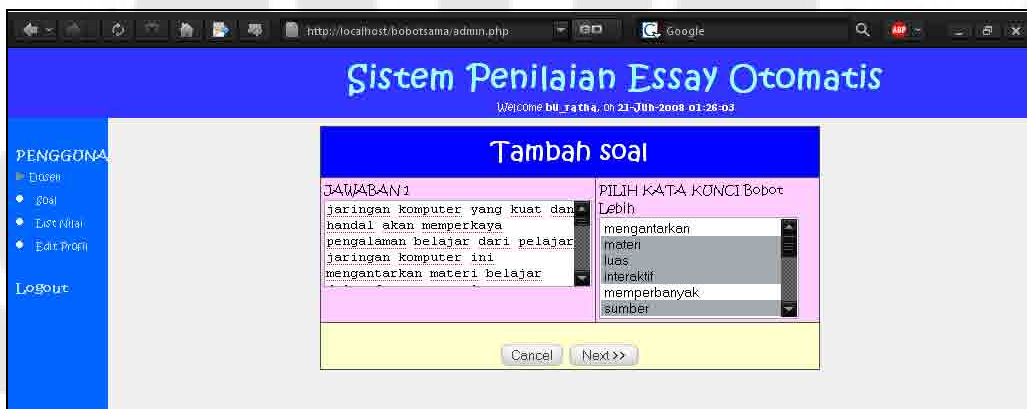 http://localhost/bobotsama/admin.php
Google
ABP
Sistem Penilaian Essay Otomatis
Welcome bu_ratna, on 21-Jun-2008 01:26:03
PENGGUNA
Dosen
Soal
List Nilai
Edit Profil
Logout
Tambah soal
JAWABAN 1
jaringan komputer yang kuat dan
handal akan memperkaya
pengalaman belajar dari pelajar
jaringan komputer ini
mengantarkan materi belajar
PILIH KATA KUNCI Bobot
Lebih
mengantarkan
materi
luas
interaktif
memperbanyak
sumber
Cancel
Next >>